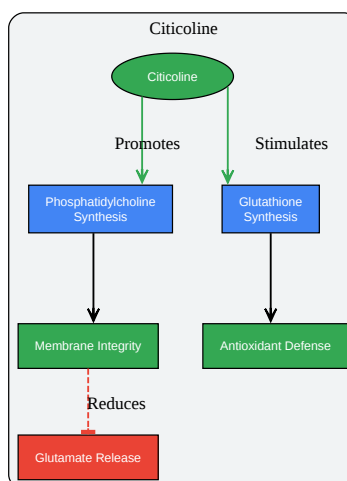 Citicoline
Citicoline
Promotes
Stimulates
Phosphatidylcholine
Synthesis
Glutathione
Synthesis
Membrane Integrity
Antioxidant Defense
Reduces
Glutamate Release